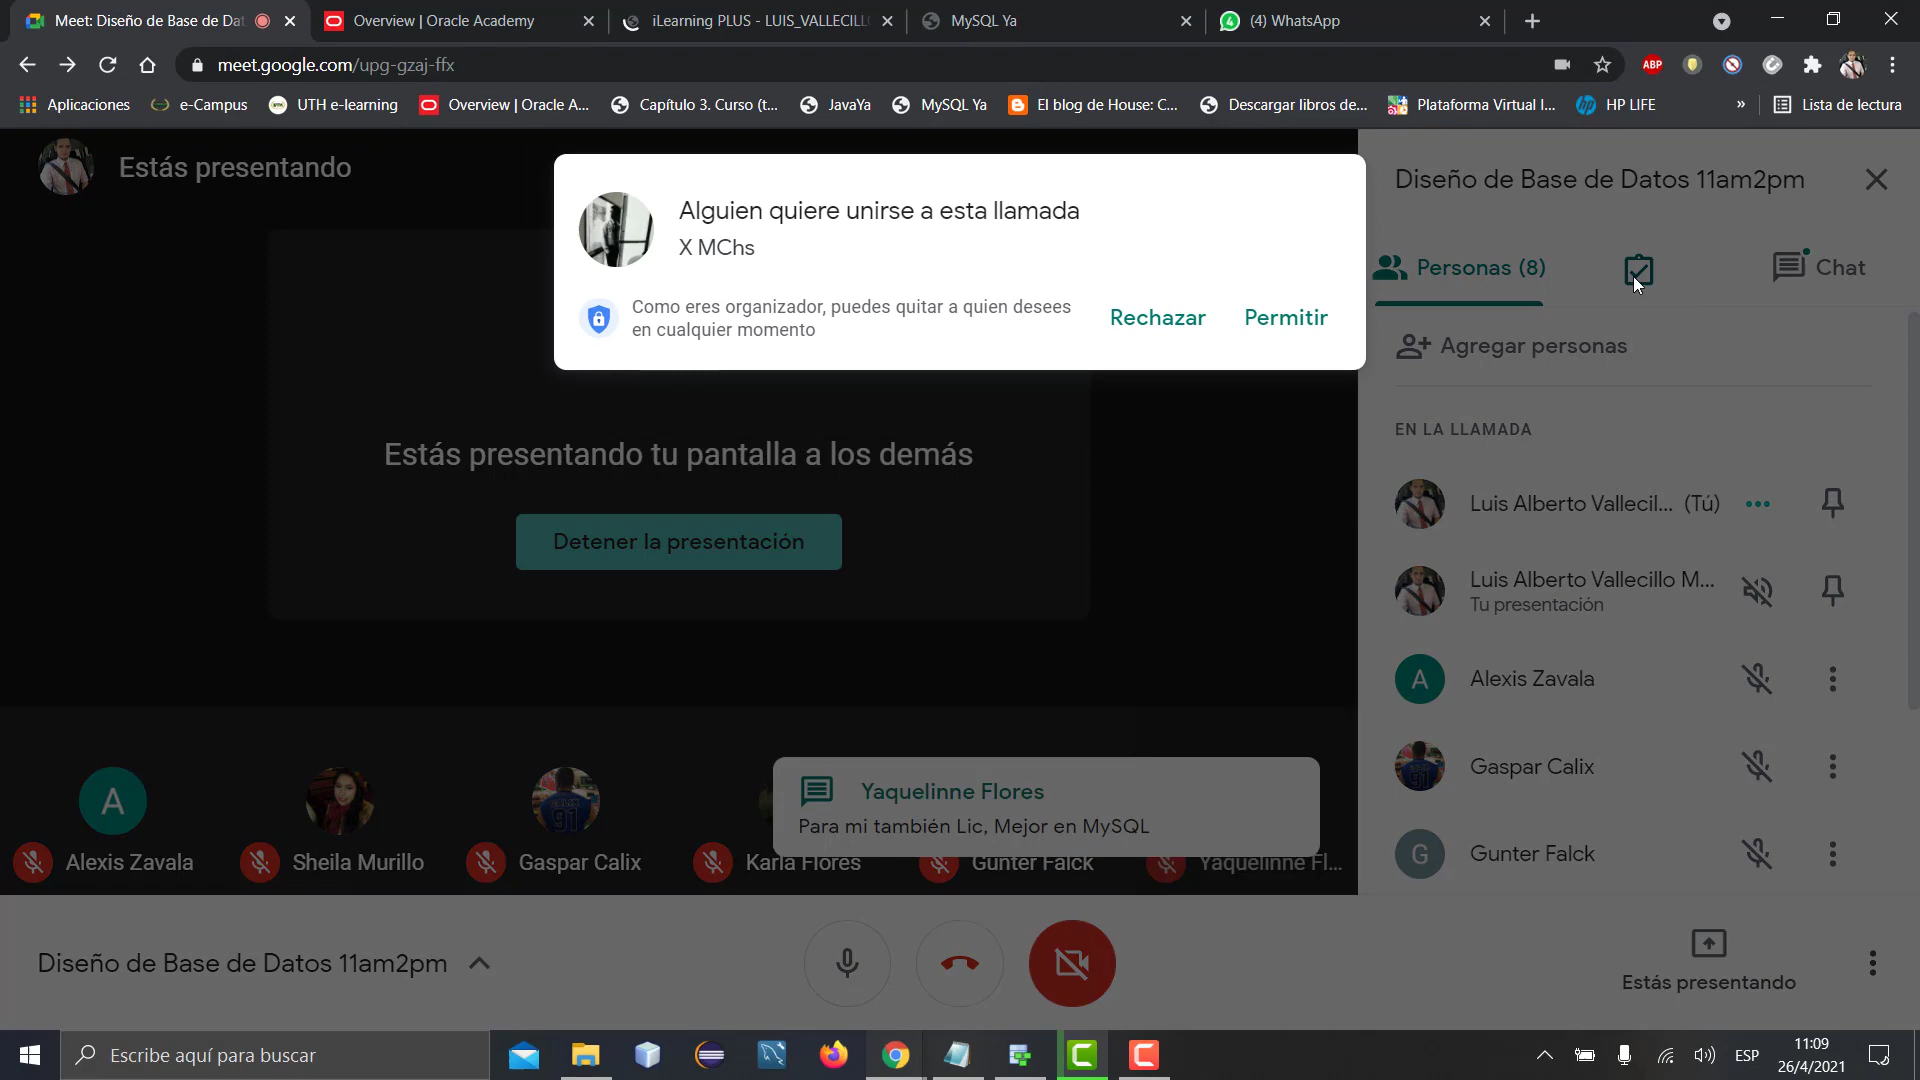 Meet: Diseño de Base de Dat
Overview | Oracle Academy
iLearning PLUS - LUIS_VALLECILL
MySQL Ya
(4) WhatsApp
meet.google.com/upg-gzaj-ffx
ABP
Aplicaciones
e-Campus
UTH e-learning
Overview | Oracle A...
Capítulo 3. Curso (t...
JavaYa
MySQL Ya
El blog de House: C...
Descargar libros de...
Plataforma Virtual I...
HP LIFE
»
Lista de lectura
Estás presentando
Alguien quiere unirse a esta llamada
X MChs
Como eres organizador, puedes quitar a quien desees
en cualquier momento
Rechazar
Permitir
Estás presentando tu pantalla a los demás
Detener la presentación
Yaquelinne Flores
Para mi también Lic, Mejor en MySQL
Alexis Zavala
Sheila Murillo
Gaspar Calix
Karla Flores
Gunter Falck
Yaquelinne Fl...
Diseño de Base de Datos 11am2pm
Personas (8)
Chat
Agregar personas
EN LA LLAMADA
Luis Alberto Vallecil... (Tú)
Luis Alberto Vallecillo M...
Tu presentación
A
Alexis Zavala
Gaspar Calix
G
Gunter Falck
A
Diseño de Base de Datos 11am2pm
Estás presentando
Escribe aquí para buscar
ESP
11:09
26/4/2021